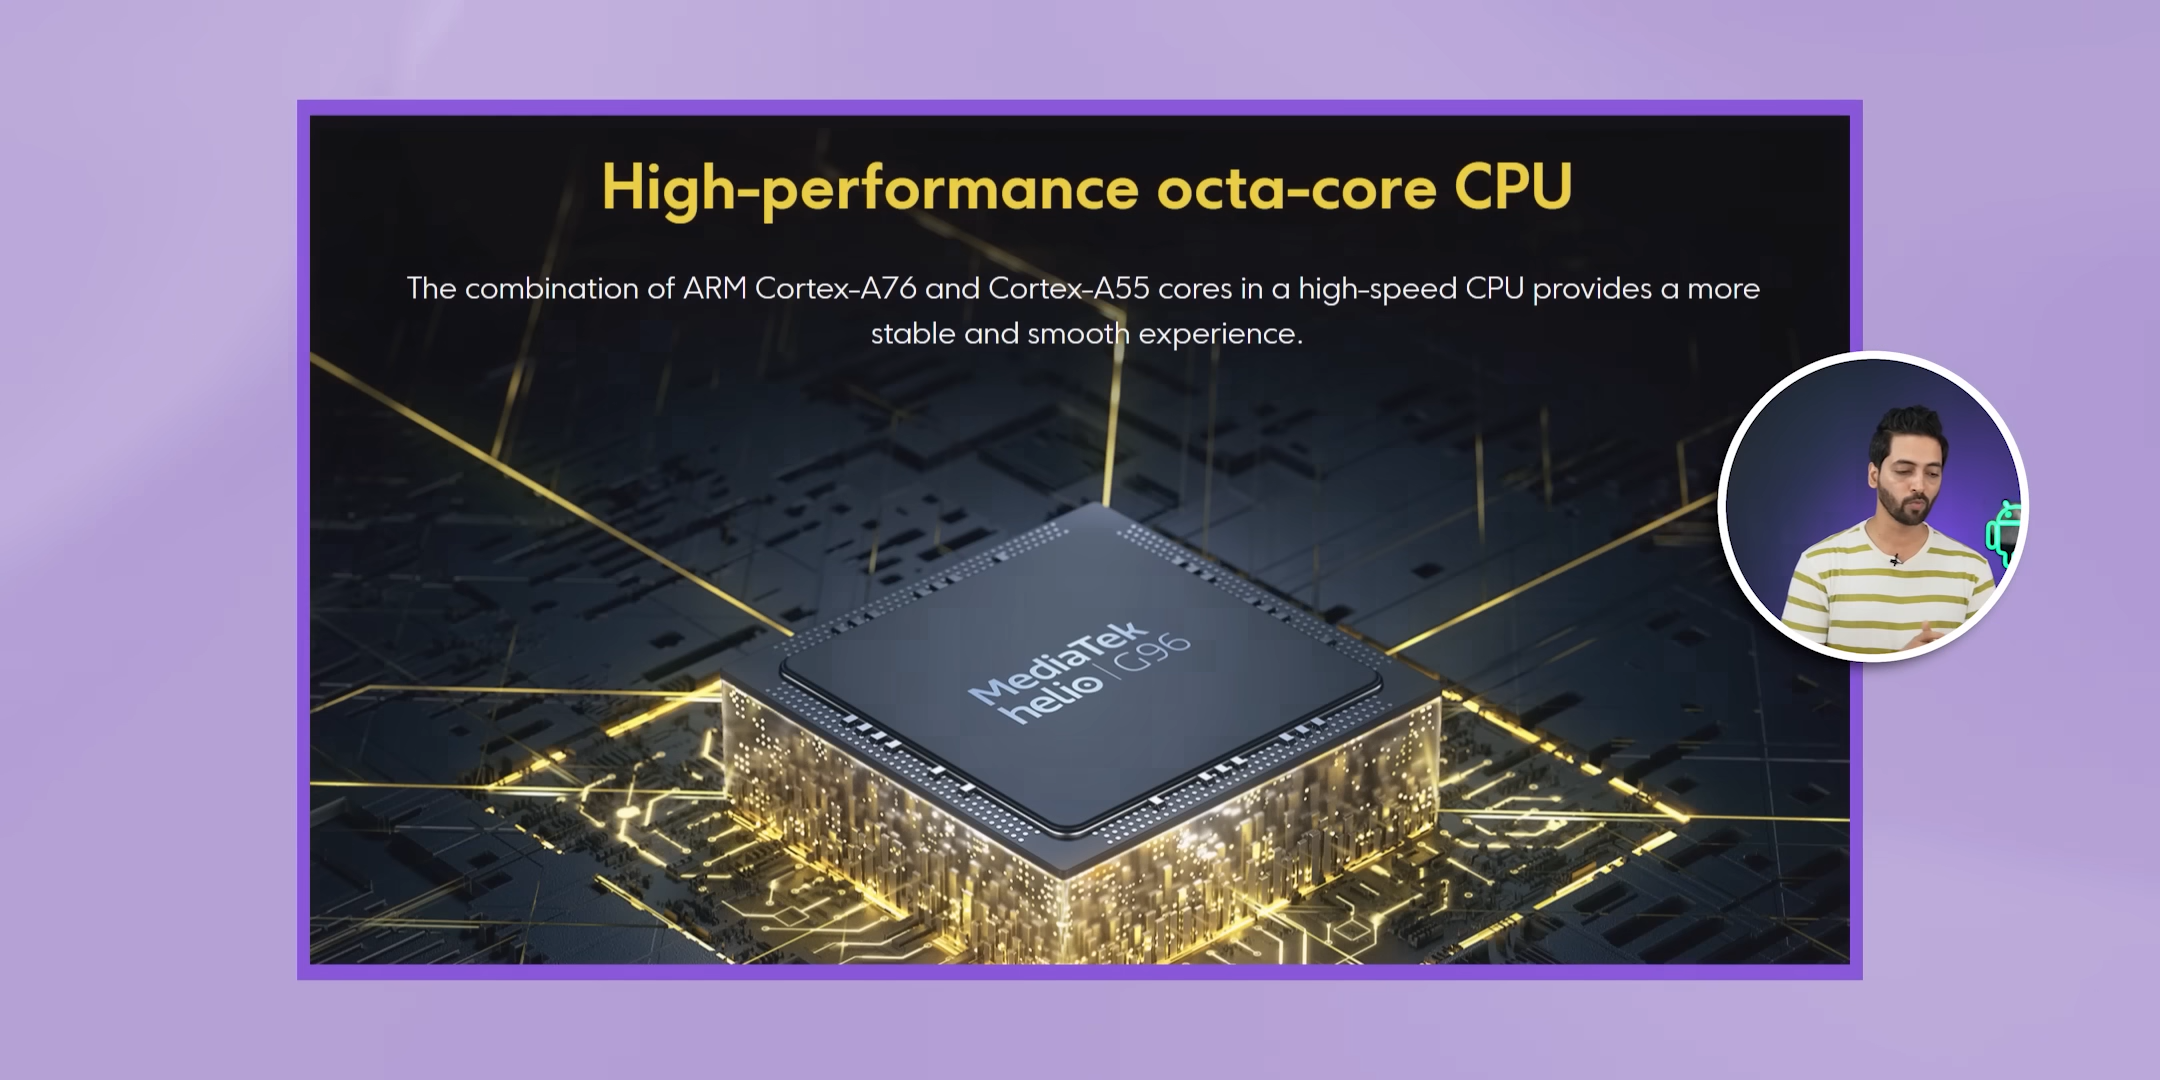 High-performance octa-core CPU
The combination of ARM Cortex-A76 and Cortex-A55 cores in a high-speed CPU provides a more
stable and smooth experience.
MediaTek
helio | G96